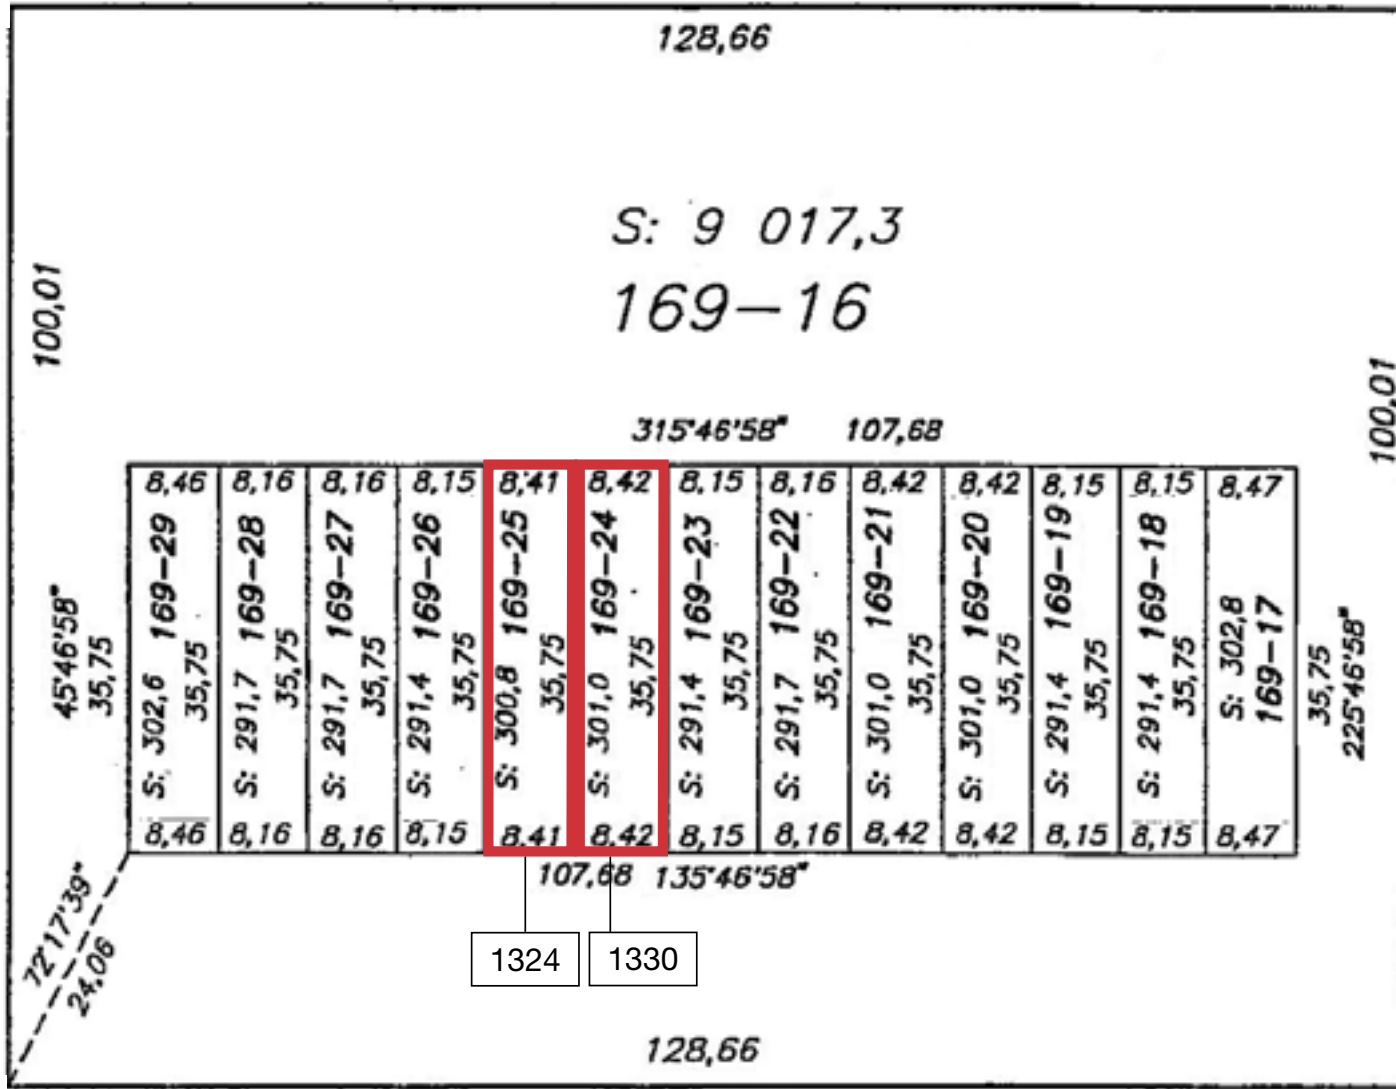 128,66
S: 9 017,3
169-16
100,01
100,01
315°46'58" 107,68
8,46 8,16 8,16 8,15 8,41 8,42 8,15 8,16 8,42 8,42 8,15 8,15 8,47
45°46'58"
35,75
S: 302,6 169-29
35,75
S: 291,7 169-28
35,75
S: 291,7 169-27
35,75
S: 291,4 169-26
35,75
S: 300,8 169-25
35,75
S: 301,0 169-24
35,75
S: 291,4 169-23
35,75
S: 291,7 169-22
35,75
S: 301,0 169-21
35,75
S: 301,0 169-20
35,75
S: 291,4 169-19
35,75
S: 291,4 169-18
35,75
S: 302,8
169-17
35,75
225°46'58"
8,46 8,16 8,16 8,15 8,41 8,42 8,15 8,16 8,42 8,42 8,15 8,15 8,47
107,68 135°46'58"
72°17'39"
24,06
1324 1330
128,66